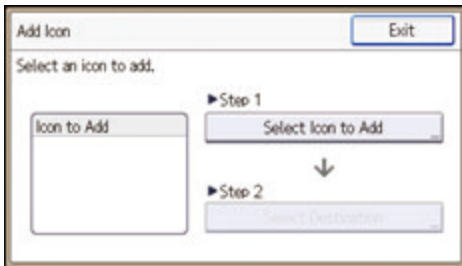 Add Icon
Exit
Select an icon to add.
Icon to Add
▶Step 1
Select Icon to Add
▶Step 2
Select Destination